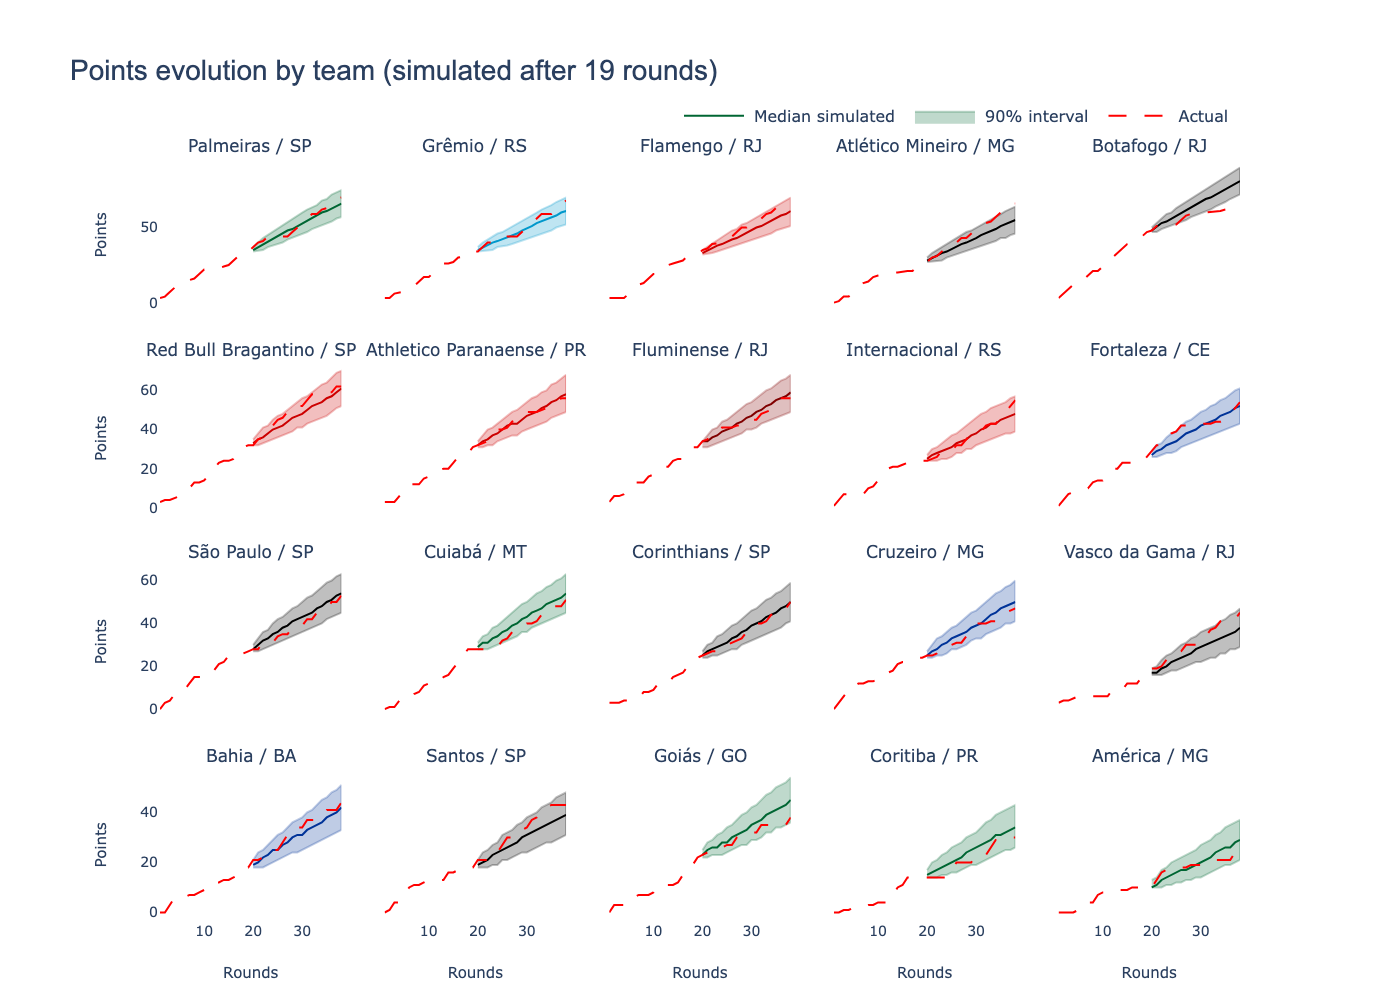 Points evolution by team (simulated after 19 rounds)
Median simulated 90% interval Actual
Palmeiras / SP Grêmio / RS Flamengo / RJ Atlético Mineiro / MG Botafogo / RJ
Points
50
0
Red Bull Bragantino / SP Athletico Paranaense / PR Fluminense / RJ Internacional / RS Fortaleza / CE
Points
60
40
20
0
São Paulo / SP Cuiabá / MT Corinthians / SP Cruzeiro / MG Vasco da Gama / RJ
Points
60
40
20
0
Bahia / BA Santos / SP Goiás / GO Coritiba / PR América / MG
Points
40
20
0
10 20 30 10 20 30 10 20 30 10 20 30 10 20 30
Rounds Rounds Rounds Rounds Rounds